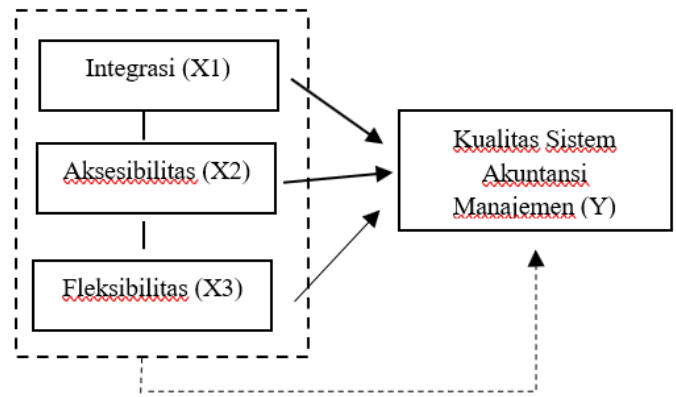 Integrasi (X1)
Aksesibilitas (X2)
Fleksibilitas (X3)
Kualitas Sistem
Akuntansi
Manajemen (Y)